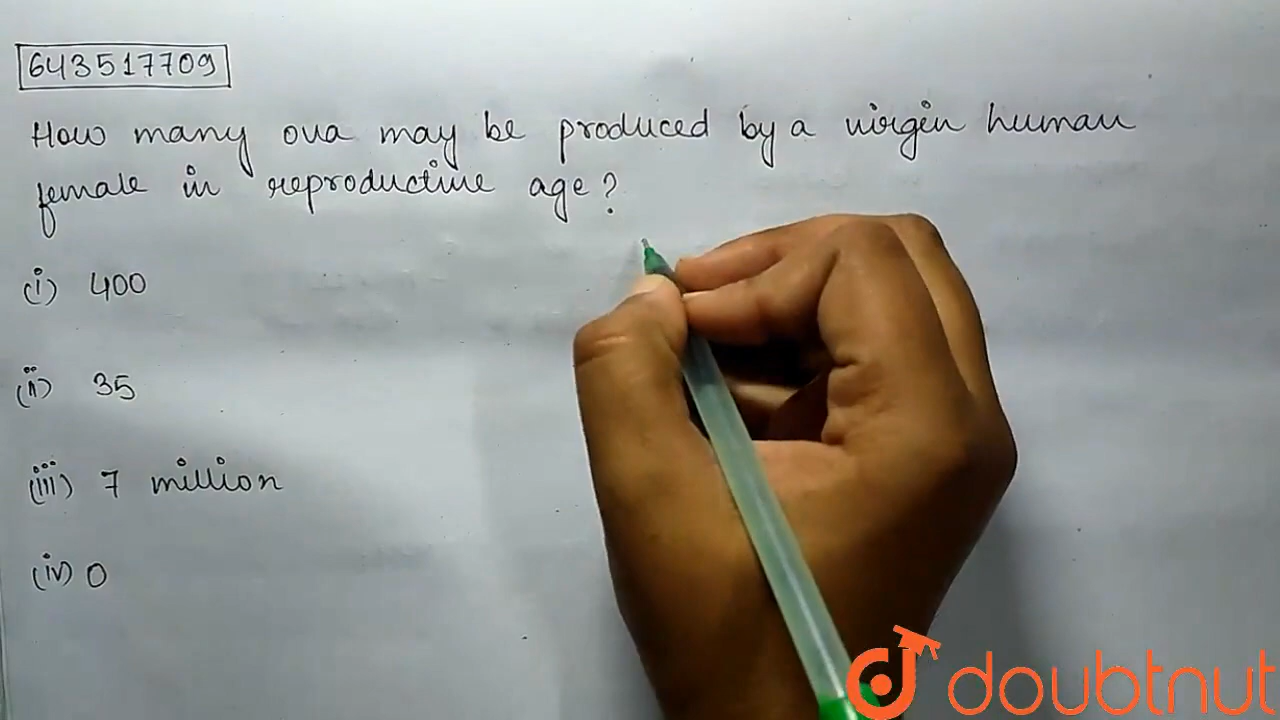 643517709
How many ova may be produced by a virgin human
female in reproductive age?
(i) 400
(ii) 35
(iii) 7 million
(iv) 0
doubtnut